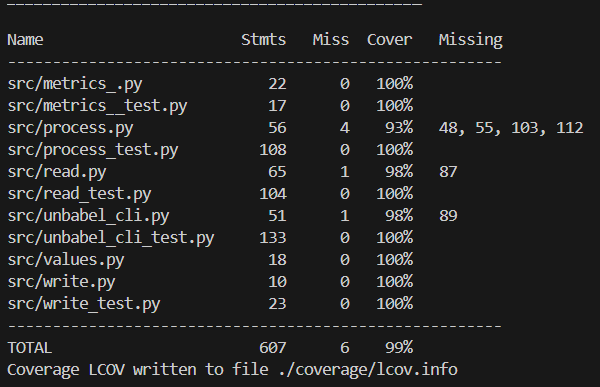 Name Stmts Miss Cover Missing
src/metrics_.py 22 0 100%
src/metrics__test.py 17 0 100%
src/process.py 56 4 93% 48, 55, 103, 112
src/process_test.py 108 0 100%
src/read.py 65 1 98% 87
src/read_test.py 104 0 100%
src/unbabel_cli.py 51 1 98% 89
src/unbabel_cli_test.py 133 0 100%
src/values.py 18 0 100%
src/write.py 10 0 100%
src/write_test.py 23 0 100%
TOTAL 607 6 99%
Coverage LCOV written to file ./coverage/lcov.info